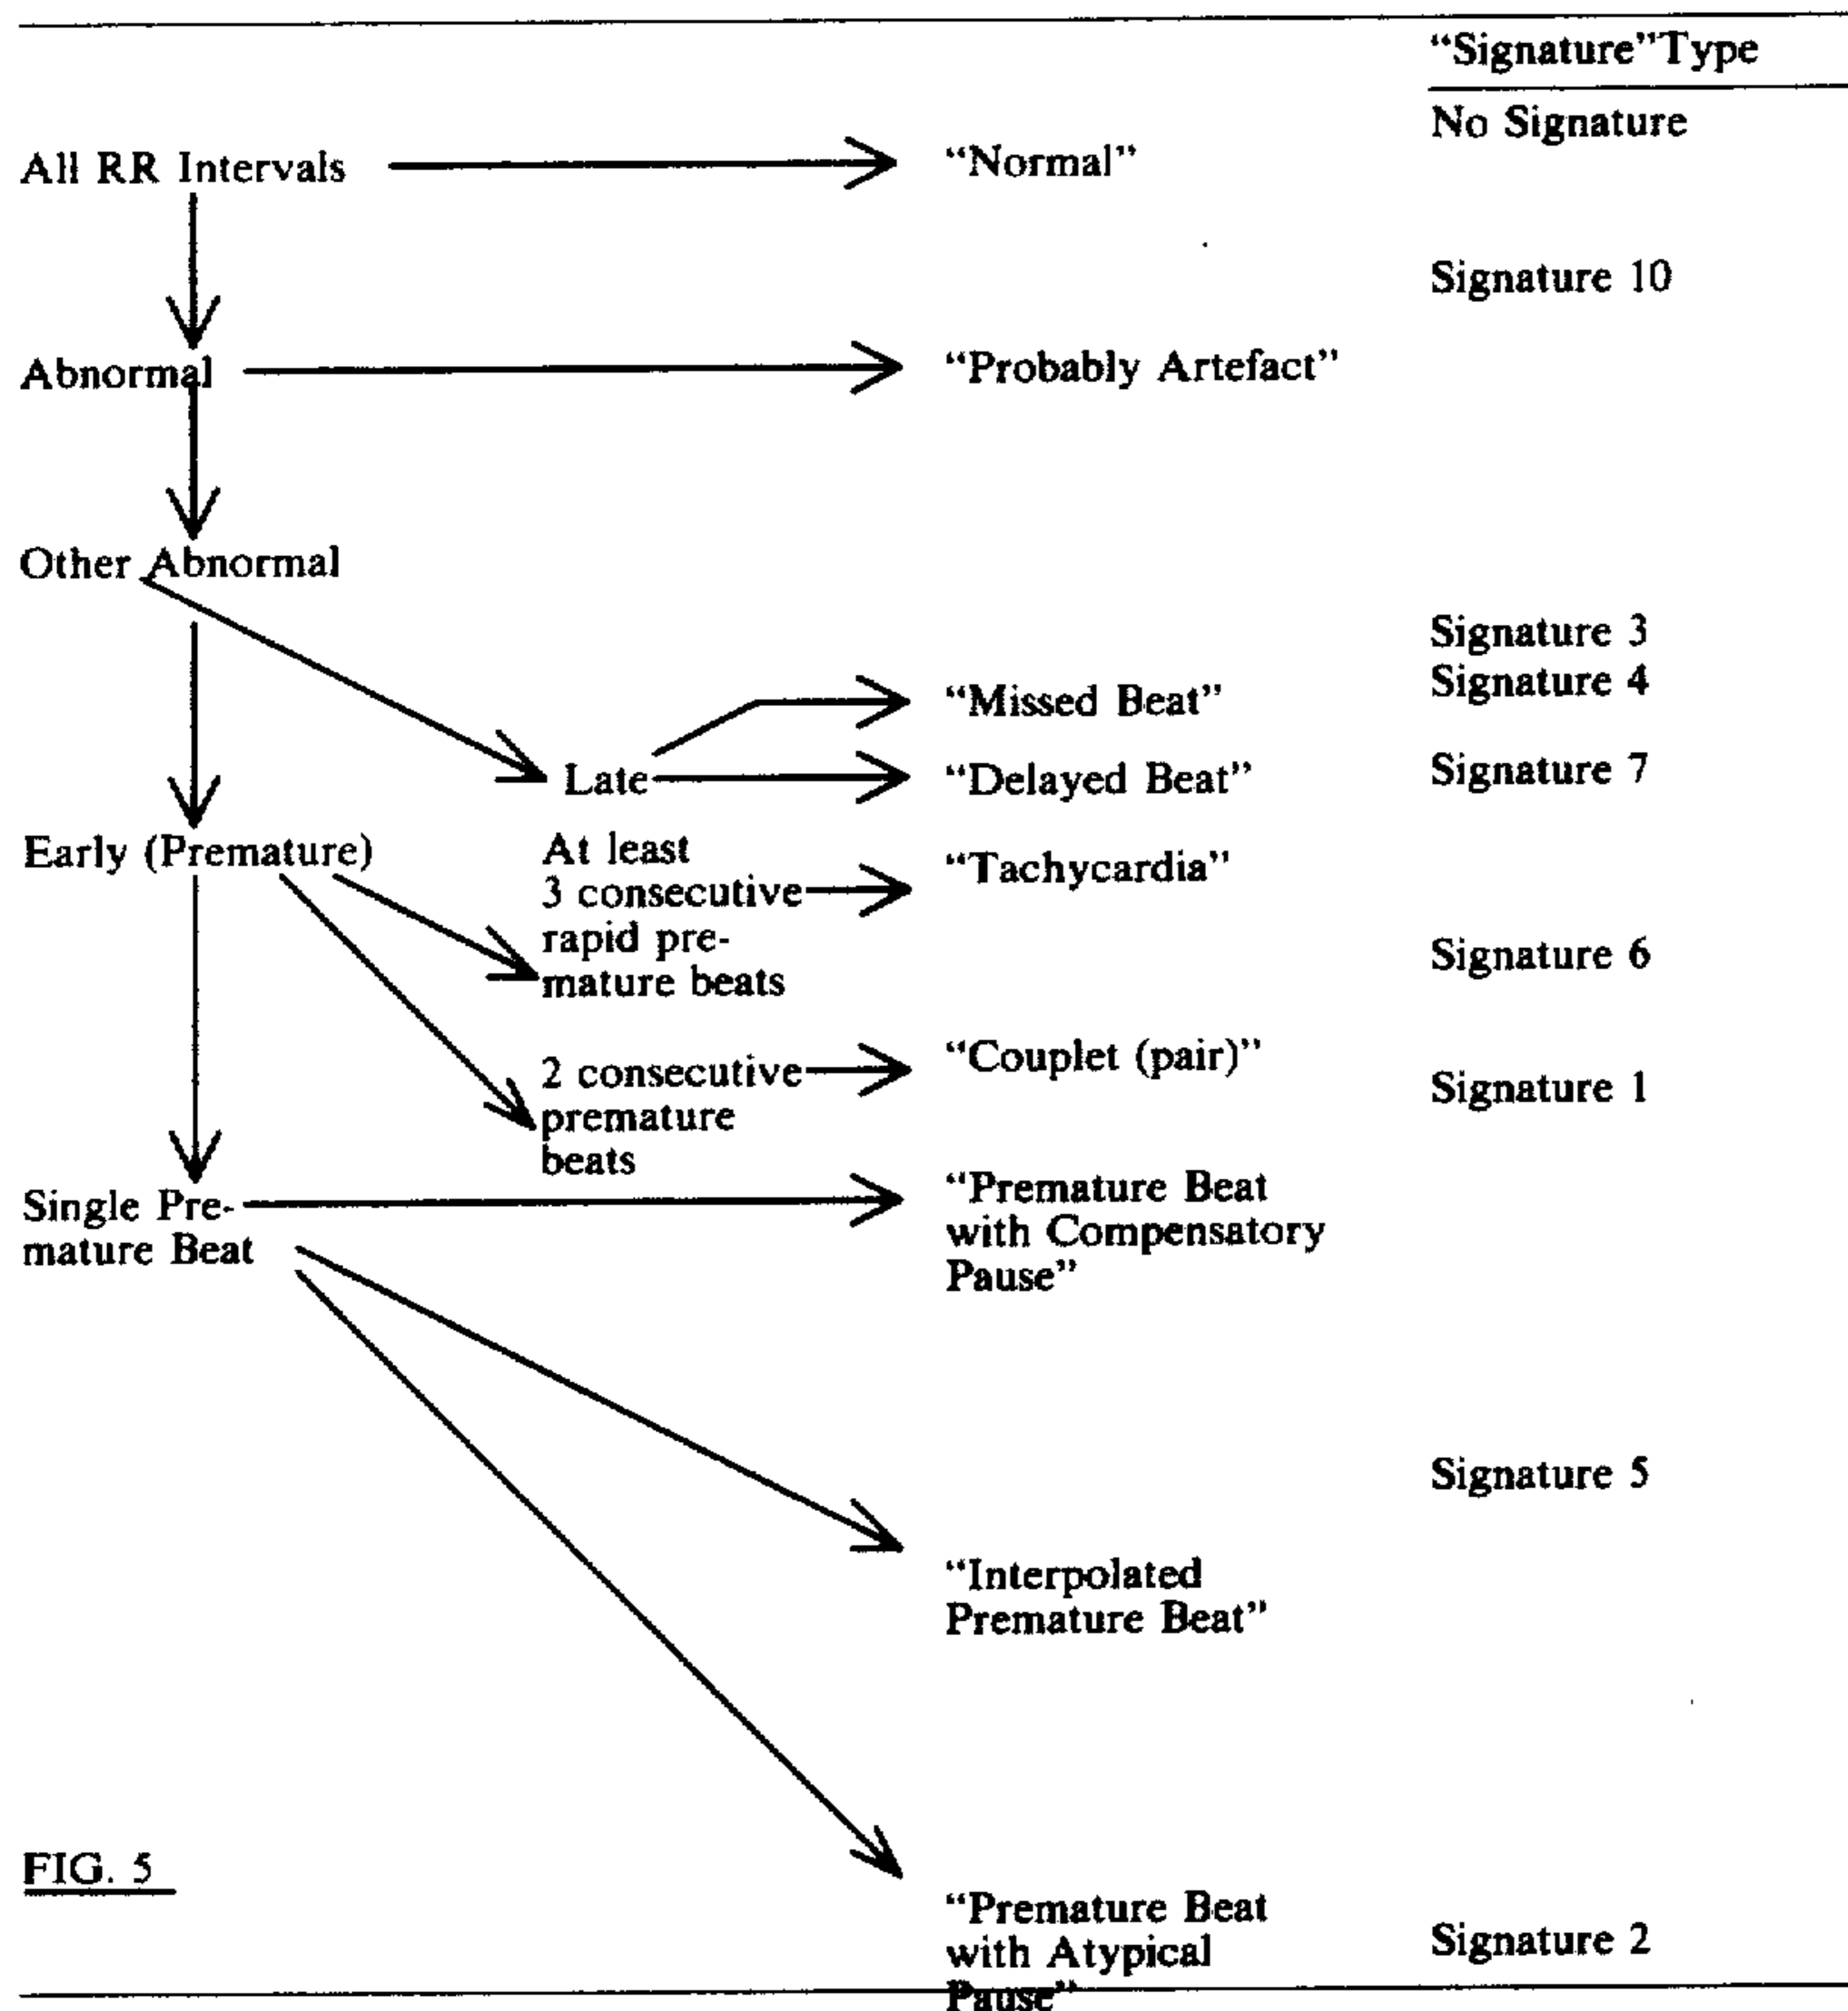 “Signature”Type
No Signature
All RR Intervals
“Normal”
Signature 10
Abnormal
“Probably Artefact”
Other Abnormal
Signature 3
“Missed Beat”
Signature 4
Late
“Delayed Beat”
Signature 7
Early (Premature)
At least
3 consecutive
rapid pre-
mature beats
“Tachycardia”
Signature 6
2 consecutive
premature
beats
“Couplet (pair)”
Signature 1
Single Pre-
mature Beat
“Premature Beat
with Compensatory
Pause”
Signature 5
“Interpolated
Premature Beat”
FIG. 5
“Premature Beat
with Atypical
Pause”
Signature 2